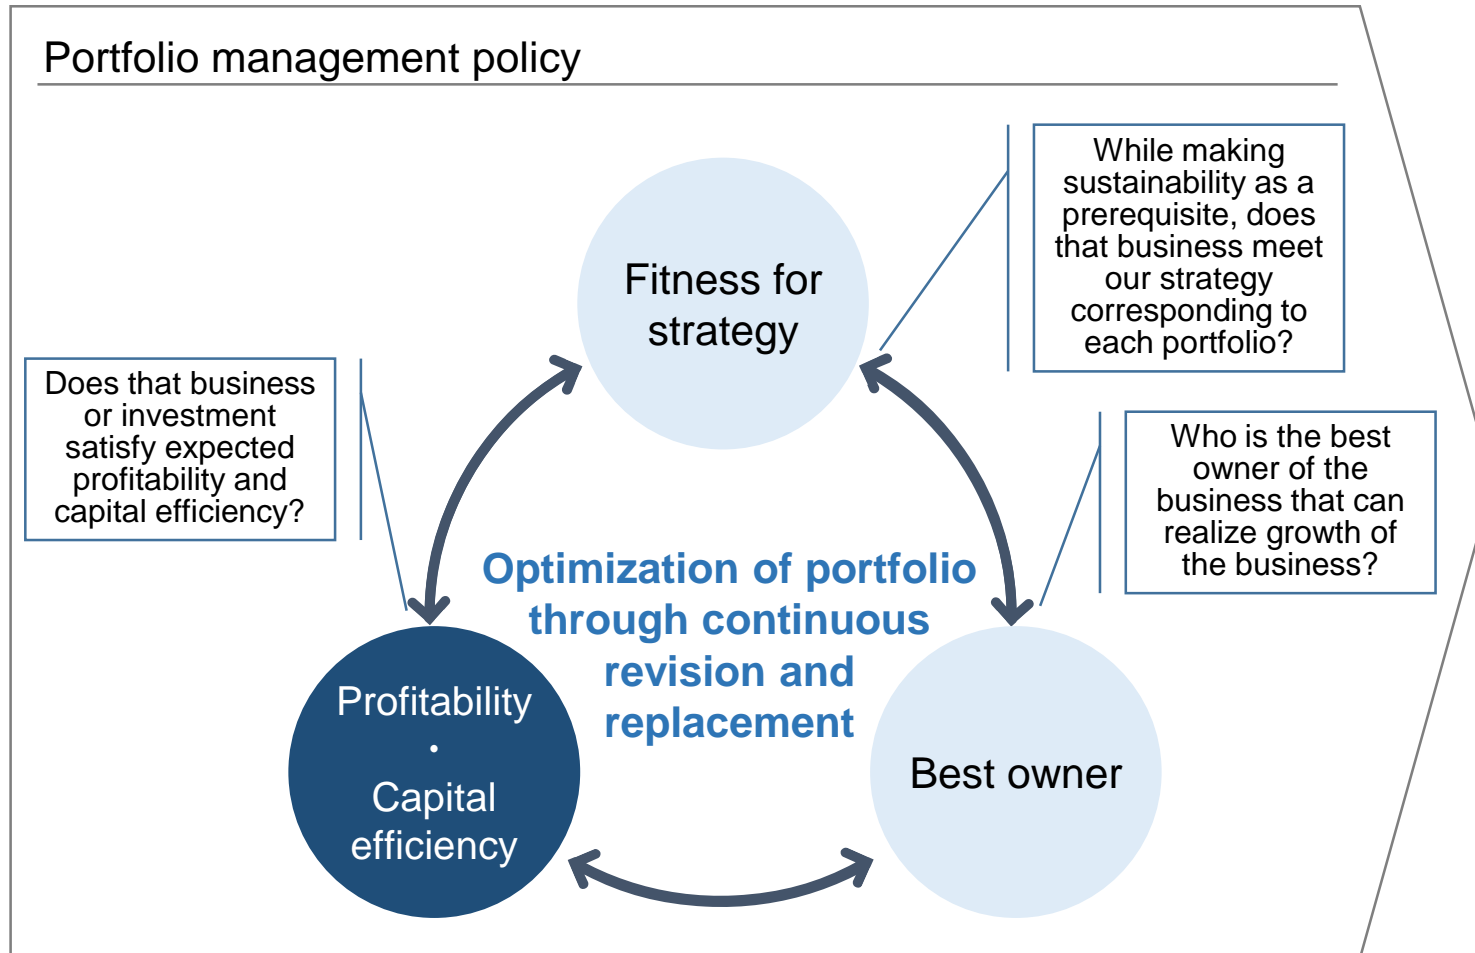 Portfolio management policy
While making
sustainability as a
prerequisite, does
that business meet
our strategy
corresponding to
each portfolio?
Fitness for
strategy
Does that business
or investment
satisfy expected
profitability and
capital efficiency?
Who is the best
owner of the
business that can
realize growth of
the business?
Optimization of portfolio
through continuous
revision and
replacement
Profitability
・
Capital
efficiency
Best owner